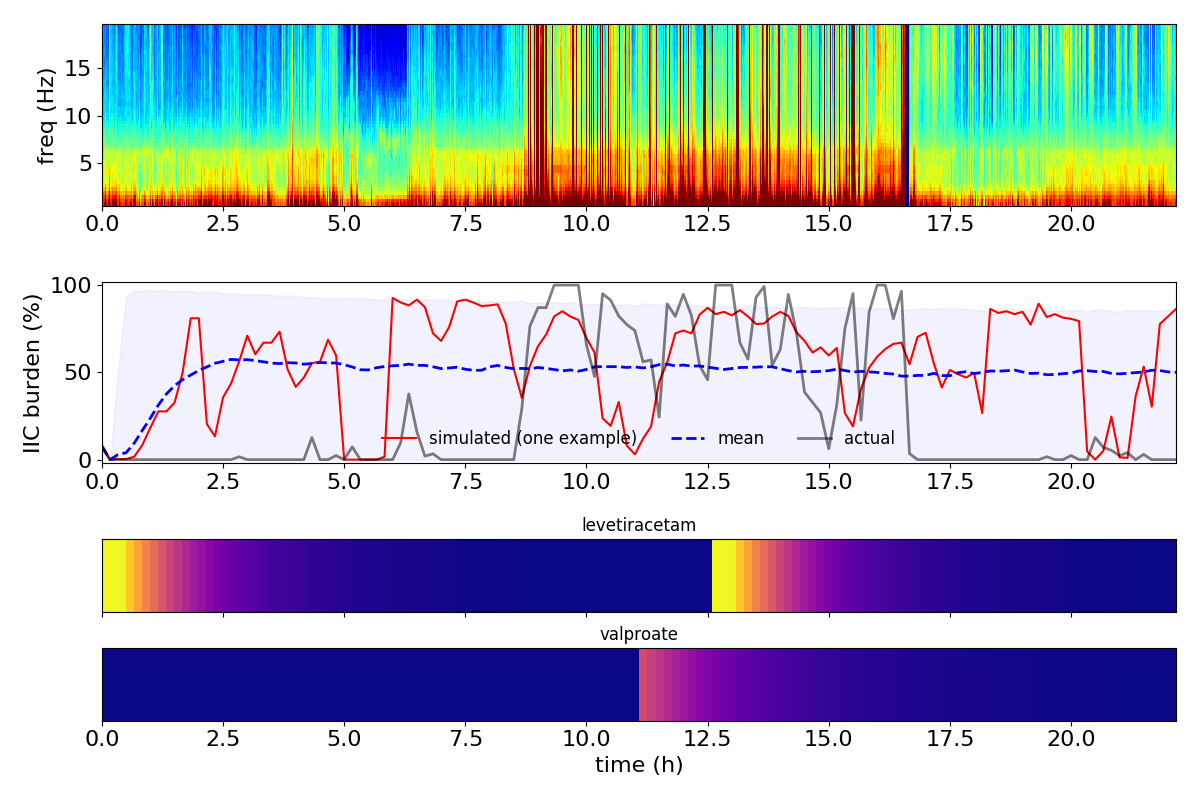 freq (Hz)
15
10
5
0.0 2.5 5.0 7.5 10.0 12.5 15.0 17.5 20.0
IIC burden (%)
100
50
0
simulated (one example) mean actual
0.0 2.5 5.0 7.5 10.0 12.5 15.0 17.5 20.0
levetiracetam
valproate
0.0 2.5 5.0 7.5 10.0 12.5 15.0 17.5 20.0
time (h)